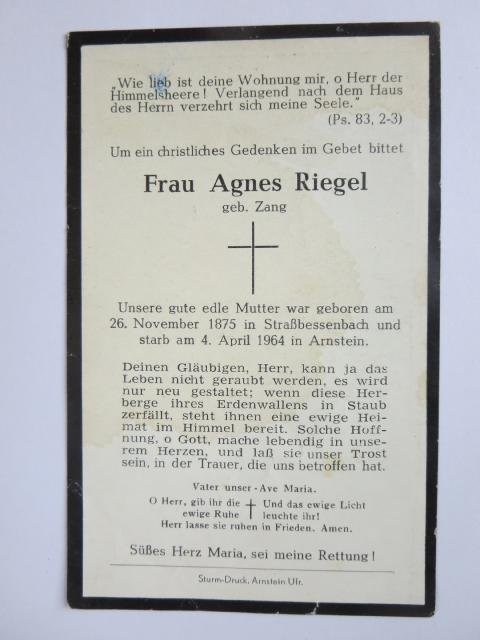 „Wie lieb ist deine Wohnung mir, o Herr der
Himmelsheere! Verlangend nach dem Haus
des Herrn verzehrt sich meine Seele."
(Ps. 83, 2-3)
Um ein christliches Gedenken im Gebet bittet
Frau Agnes Riegel
geb. Zang
Unsere gute edle Mutter war geboren am
26. November 1875 in Straßbessenbach und
starb am 4. April 1964 in Arnstein.
Deinen Gläubigen, Herr, kann ja das
Leben nicht geraubt werden, es wird
nur neu gestaltet; wenn diese Her-
berge ihres Erdenwallens in Staub
zerfällt, steht ihnen eine ewige Hei-
mat im Himmel bereit. Solche Hoff-
nung, o Gott, mache lebendig in unse-
rem Herzen, und laß sie unser Trost
sein, in der Trauer, die uns betroffen hat.
Vater unser - Ave Maria.
O Herr, gib ihr die
ewige Ruhe
Und das ewige Licht
leuchte ihr!
Herr lasse sie ruhen in Frieden. Amen.
Süßes Herz Maria, sei meine Rettung!
Sturm-Druck, Arnstein Ufr.